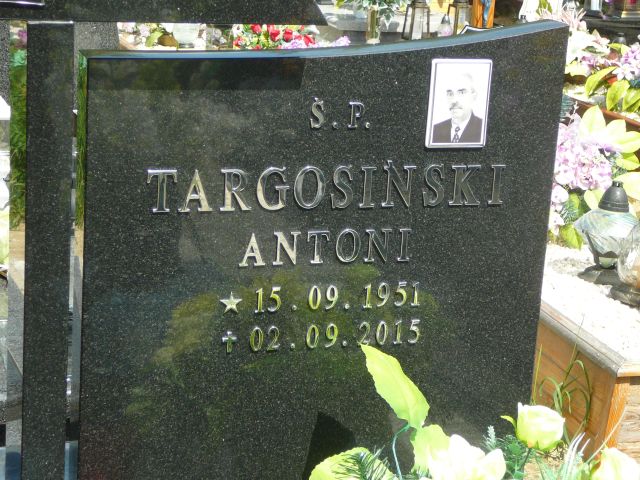 Ś. P.
TARGOSIŃSKI
ANTONI
15.09.1951
02.09.2015